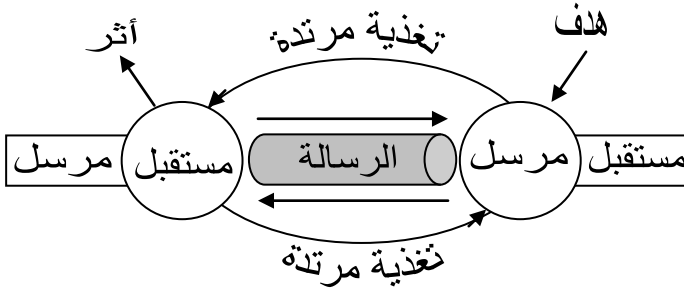 هدف
أثر
تغذية مرتدة
مستقبل
مرسل
الرسالة
مستقبل
مرسل
تغذية مرتدة